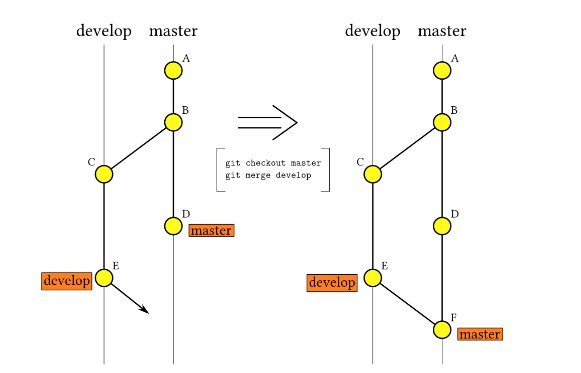 develop master
A
B
C
D
master
E
develop
git checkout master
git merge develop
develop master
A
B
C
D
E
develop
F
master